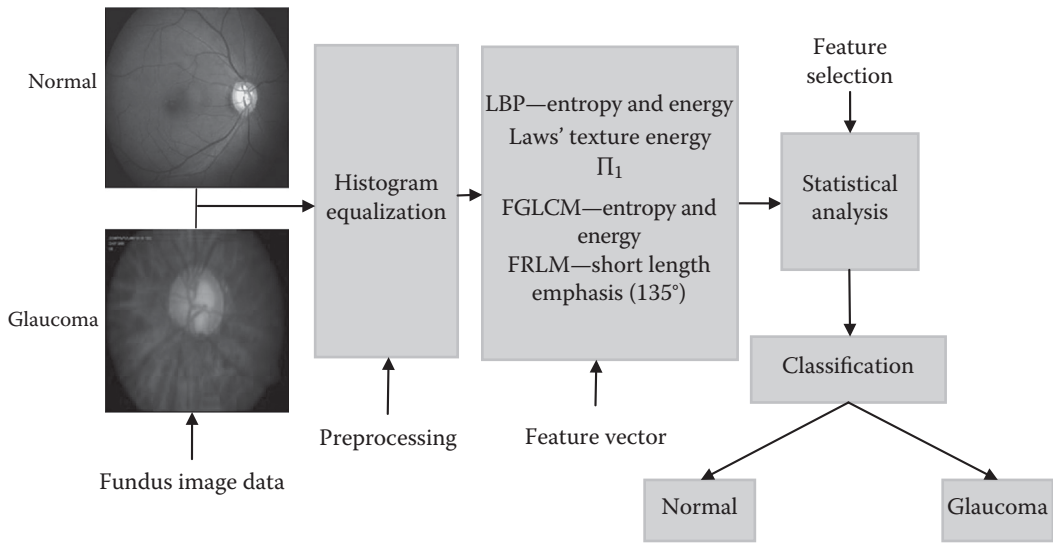 Normal
Glaucoma
Fundus image data
Histogram
equalization
Preprocessing
LBP—entropy and energy
Laws’ texture energy
Π₁
FGLCM—entropy and
energy
FRLM—short length
emphasis (135°)
Feature vector
Feature
selection
Statistical
analysis
Classification
Normal
Glaucoma